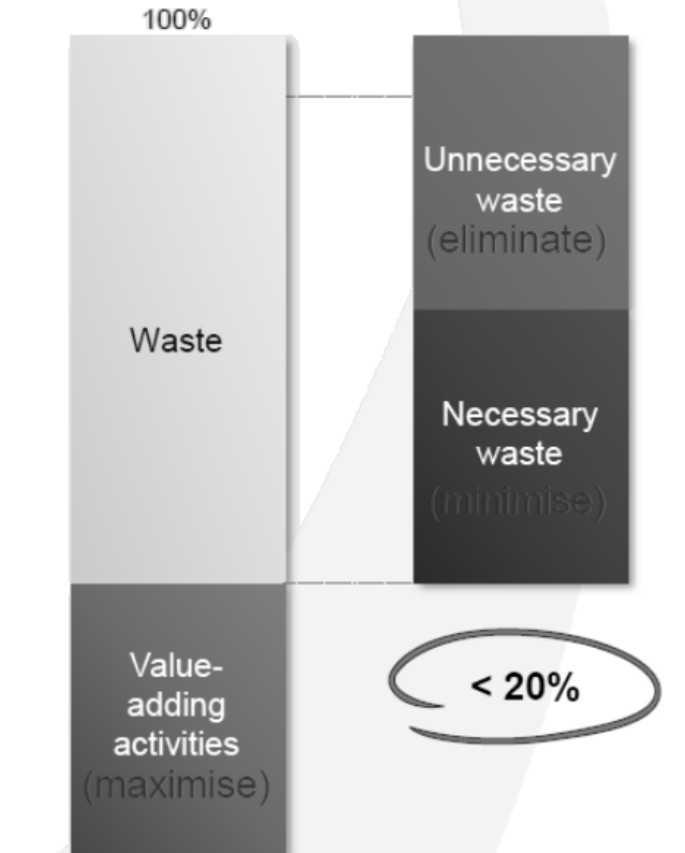 100%
Waste
Value-
adding
activities
(maximise)
Unnecessary
waste
(eliminate)
Necessary
waste
(minimise)
< 20%